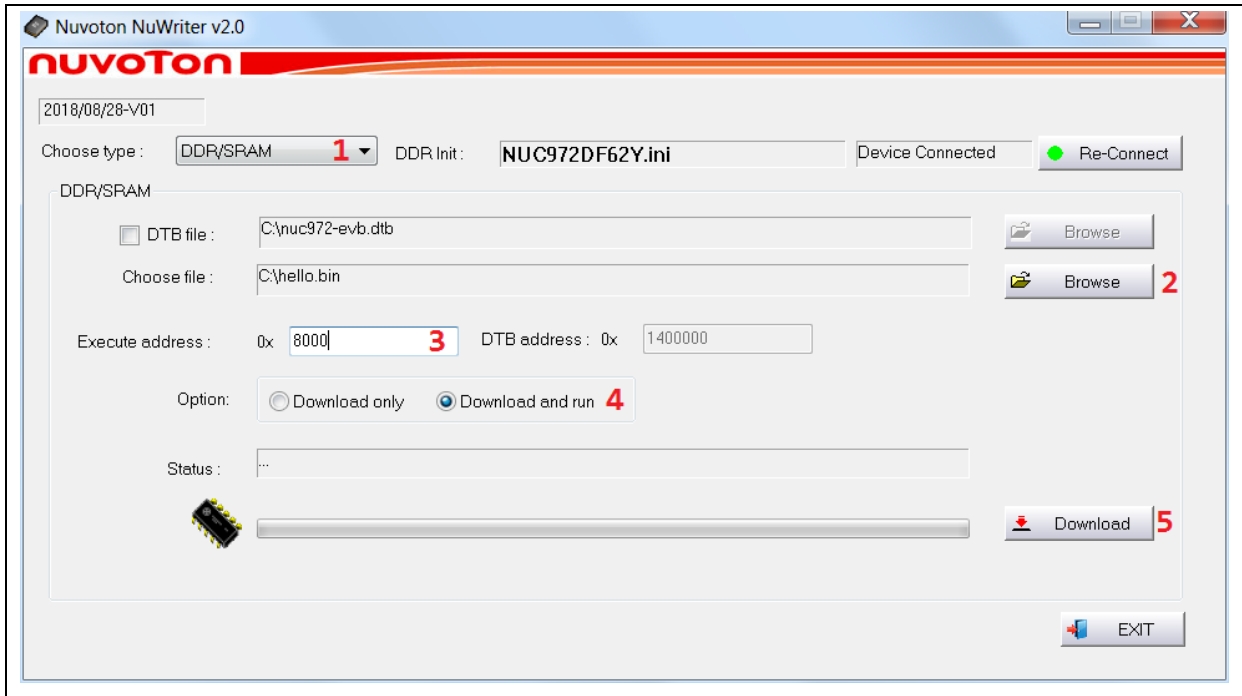 Nuvoton NuWriter v2.0
nuvoTon
2018/08/28-V01
Choose type : DDR/SRAM 1 DDR Init : NUC972DF62Y.ini Device Connected Re-Connect
DDR/SRAM
DTB file : C:\nuc972-evb.dtb Browse
Choose file : C:\hello.bin Browse 2
Execute address : 0x 8000 3 DTB address : 0x 1400000
Option: Download only Download and run 4
Status : ...
Download 5
EXIT